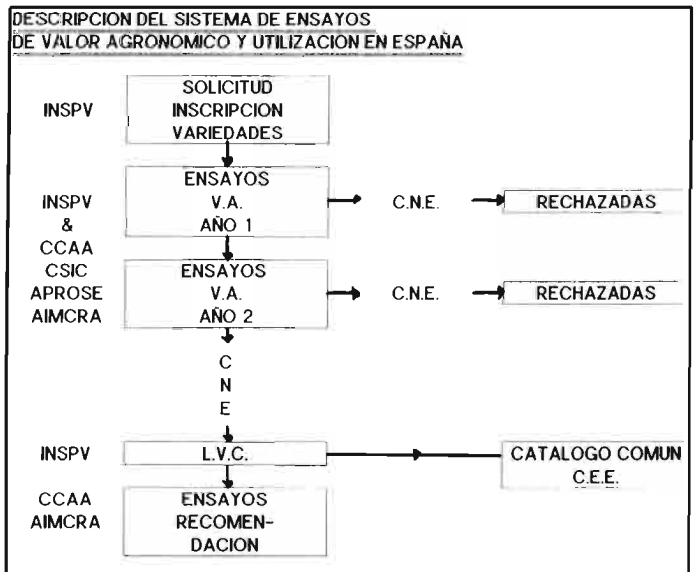 DESCRIPCION DEL SISTEMA DE ENSAYOS
DE VALOR AGRONOMICO Y UTILIZACION EN ESPAÑA
INSPV
SOLICITUD
INSCRIPCION
VARIEDADES
INSPV
&
CCAA
CSIC
APROSE
AIMCRA
ENSAYOS
V.A.
AÑO 1
C.N.E.
RECHAZADAS
ENSAYOS
V.A.
AÑO 2
C.N.E.
RECHAZADAS
C
N
E
INSPV
L.V.C.
CATALOGO COMUN
C.E.E.
CCAA
AIMCRA
ENSAYOS
RECOMEN-
DACION